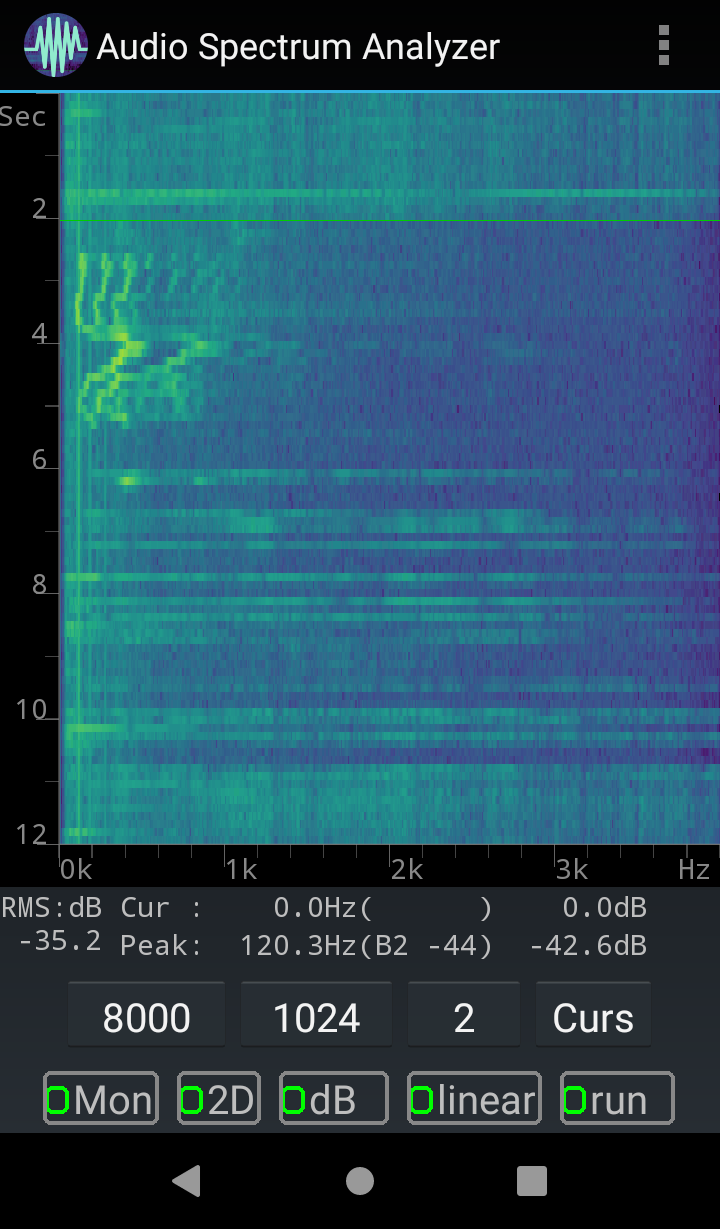 Audio Spectrum Analyzer
Sec
2
4
6
8
10
12
0k 1k 2k 3k Hz
RMS:dB Cur : 0.0Hz( ) 0.0dB
-35.2 Peak: 120.3Hz(B2 -44) -42.6dB
8000 1024 2 Curs
Mon 2D dB linear run